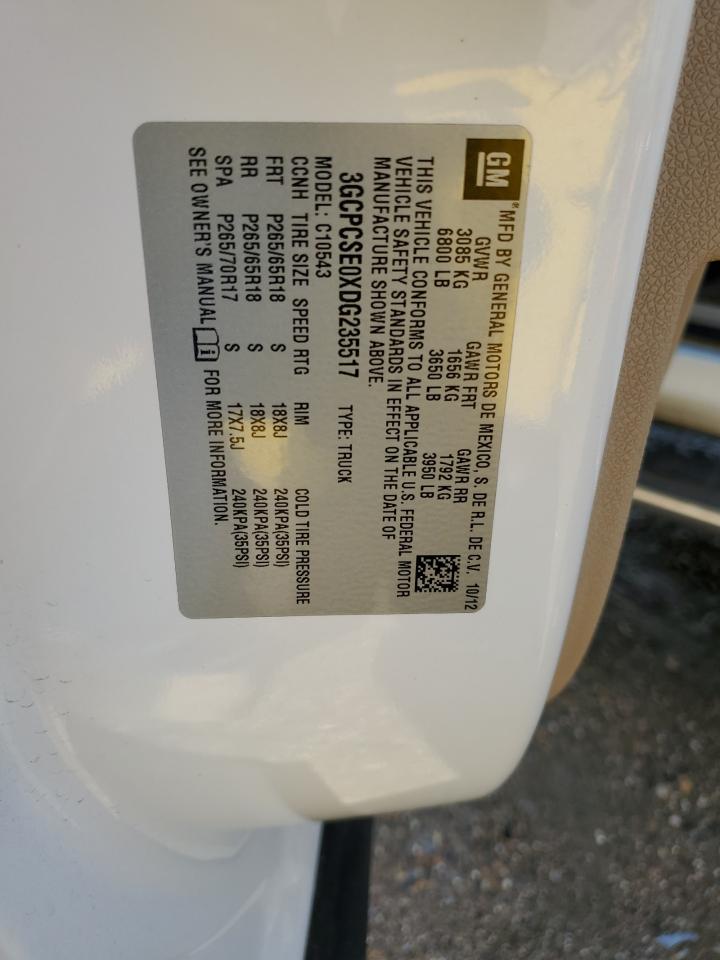 GM
®MFD BY GENERAL MOTORS DE MEXICO, S. DE R.L. DE C.V. 10/12
GVWR GAWR FRT GAWR RR
3085 KG 1656 KG 1792 KG
6800 LB 3650 LB 3950 LB
THIS VEHICLE CONFORMS TO ALL APPLICABLE U.S. FEDERAL MOTOR
VEHICLE SAFETY STANDARDS IN EFFECT ON THE DATE OF
MANUFACTURE SHOWN ABOVE.
3GCPCSE0XDG235517 TYPE: TRUCK
MODEL: C10543
CCNH TIRE SIZE SPEED RTG RIM COLD TIRE PRESSURE
FRT P265/65R18 S 18X8J 240KPA(35PSI)
RR P265/65R18 S 18X8J 240KPA(35PSI)
SPA P265/70R17 S 17X7.5J 240KPA(35PSI)
SEE OWNER'S MANUAL i FOR MORE INFORMATION.